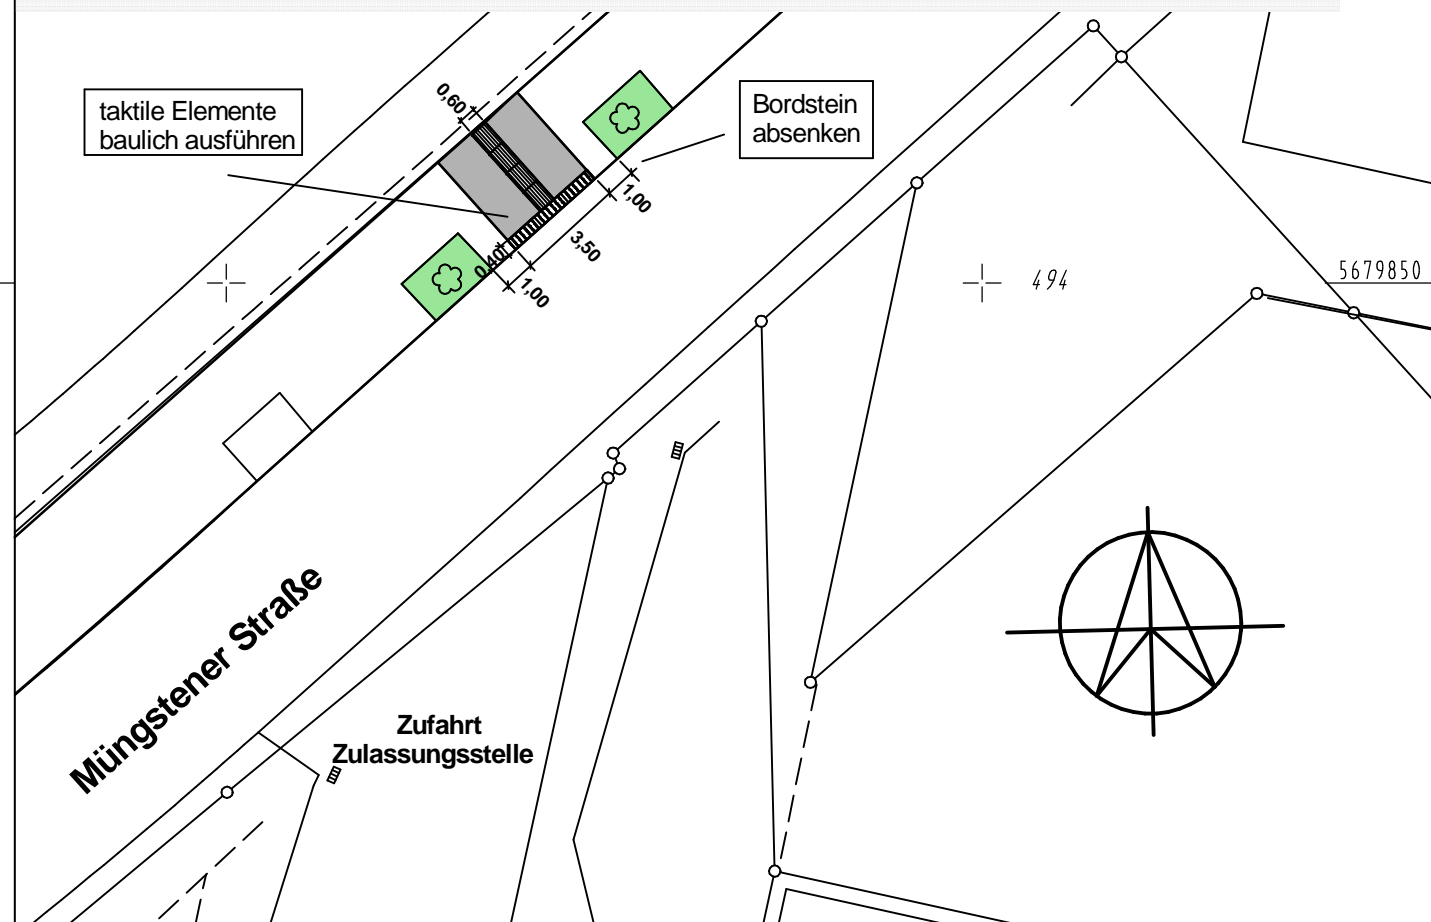 0,60
taktile Elemente
baulich ausführen
Bordstein
absenken
1,00
3,50
0,40
1,00
494
5679850
Müngstener Straße
Zufahrt
Zulassungsstelle